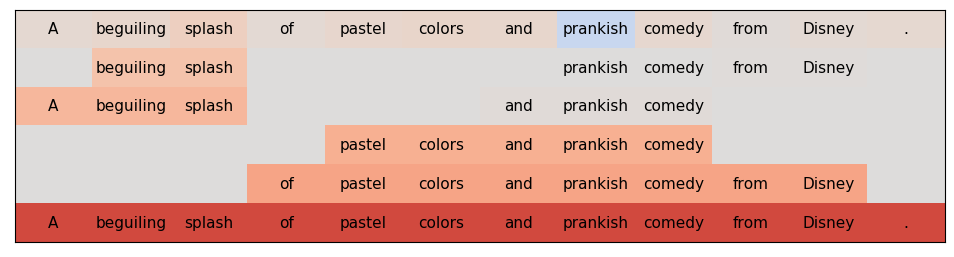 A beguiling splash of pastel colors and prankish comedy from Disney .
beguiling splash prankish comedy from Disney
A beguiling splash and prankish comedy
pastel colors and prankish comedy
of pastel colors and prankish comedy from Disney
A beguiling splash of pastel colors and prankish comedy from Disney .